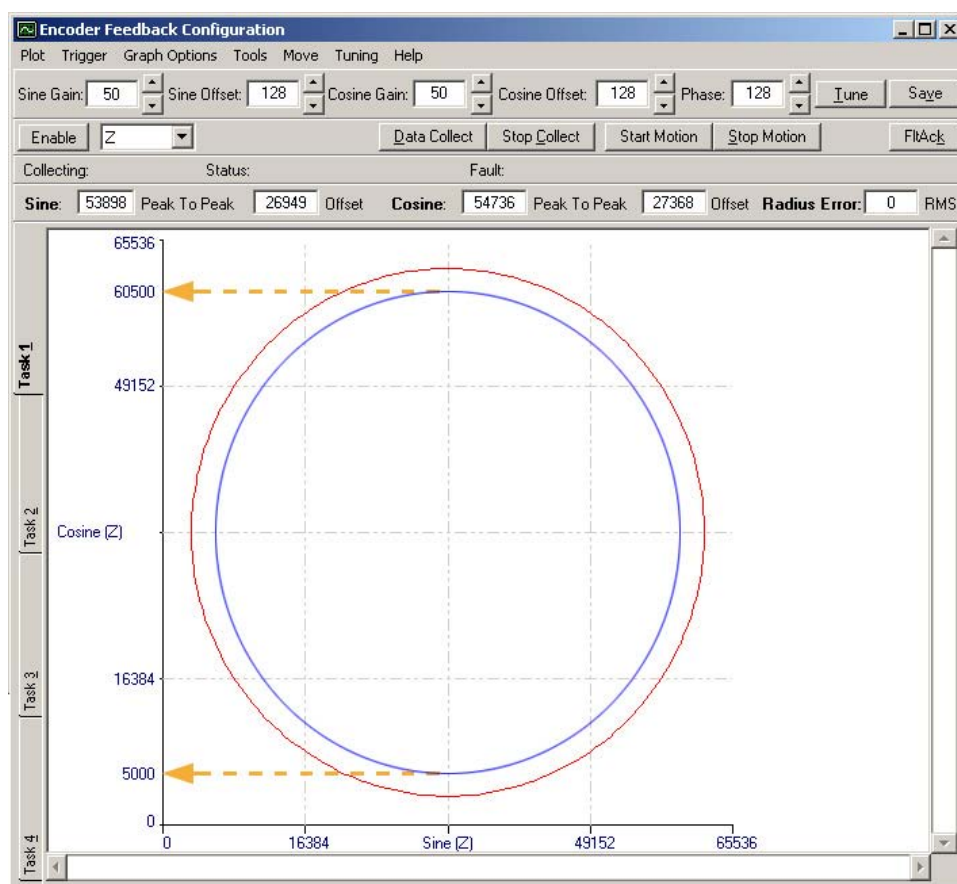 Encoder Feedback Configuration
Plot Trigger Graph Options Tools Move Tuning Help
Sine Gain: 50 Sine Offset: 128 Cosine Gain: 50 Cosine Offset: 128 Phase: 128 Tune Save
Enable Z Data Collect Stop Collect Start Motion Stop Motion FltAck
Collecting: Status: Fault:
Sine: 53898 Peak To Peak 26949 Offset Cosine: 54736 Peak To Peak 27368 Offset Radius Error: 0 RMS
65536
60500
Task 1
49152
Task 2
Cosine (Z)
Task 3
16384
5000
Task 4
0
0 16384 Sine (Z) 49152 65536